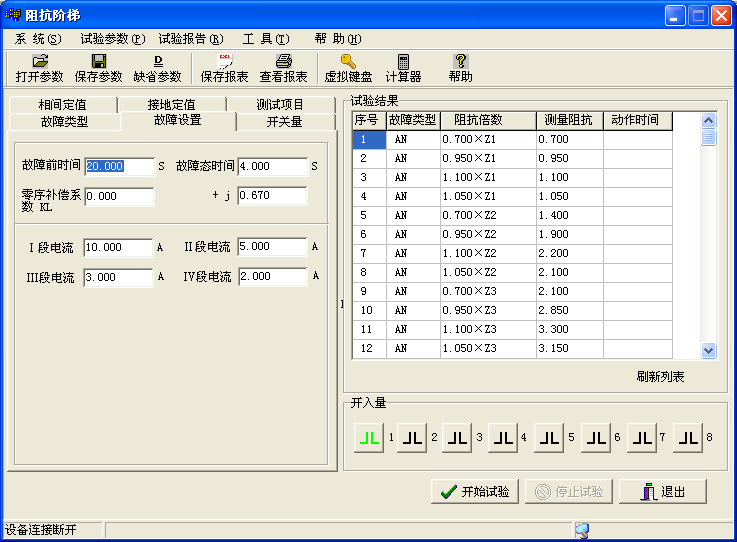 阻抗阶梯
系 统(S) 试验参数(P) 试验报告(R) 工 具(T) 帮 助(H)
打开参数 保存参数 缺省参数 保存报表 查看报表 虚拟键盘 计算器 帮助
相间定值 接地定值 测试项目
故障类型 故障设置 开关量
故障前时间 20.000 S 故障态时间 4.000 S
零序补偿系
数 KL 0.000 + j 0.670
I 段电流 10.000 A II段电流 5.000 A
III段电流 3.000 A IV段电流 2.000 A
试验结果
序号 故障类型 阻抗倍数 测量阻抗 动作时间
1 AN 0.700×Z1 0.700
2 AN 0.950×Z1 0.950
3 AN 1.100×Z1 1.100
4 AN 1.050×Z1 1.050
5 AN 0.700×Z2 1.400
6 AN 0.950×Z2 1.900
7 AN 1.100×Z2 2.200
8 AN 1.050×Z2 2.100
9 AN 0.700×Z3 2.100
10 AN 0.950×Z3 2.850
11 AN 1.100×Z3 3.300
12 AN 1.050×Z3 3.150
刷新列表
开入量
1 2 3 4 5 6 7 8
开始试验 停止试验 退出
设备连接断开